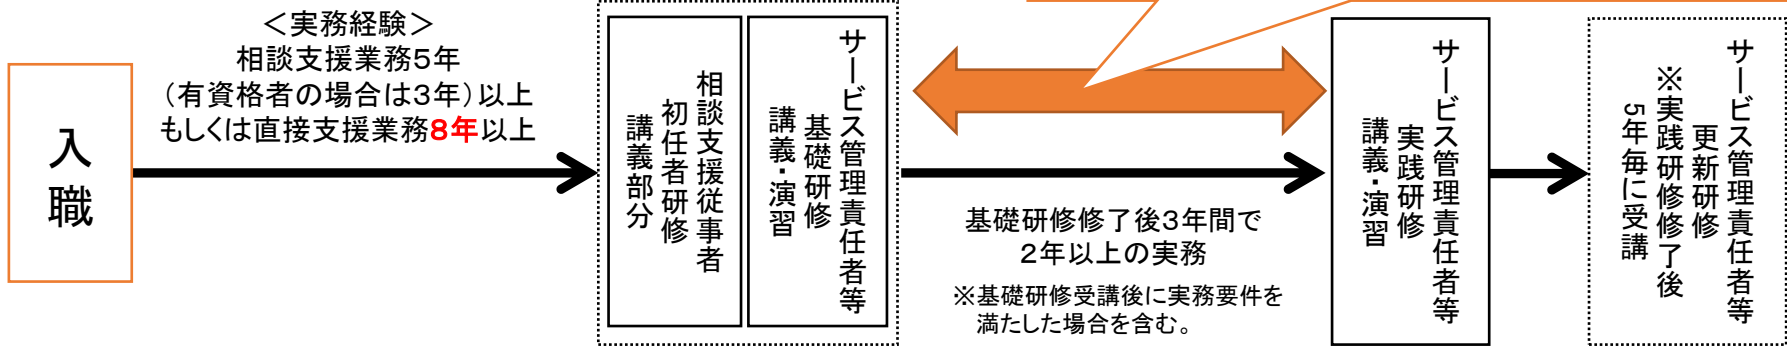 入職
＜実務経験＞
相談支援業務５年
（有資格者の場合は３年）以上
もしくは直接支援業務８年以上
相談支援従事者
初任者研修
講義部分
サービス管理責任者等
基礎研修
講義・演習
基礎研修修了後３年間で
２年以上の実務
※基礎研修受講後に実務要件を
満たした場合を含む。
サービス管理責任者等
実践研修
講義・演習
サービス管理責任者等
更新研修
※実践研修修了後
５年毎に受講